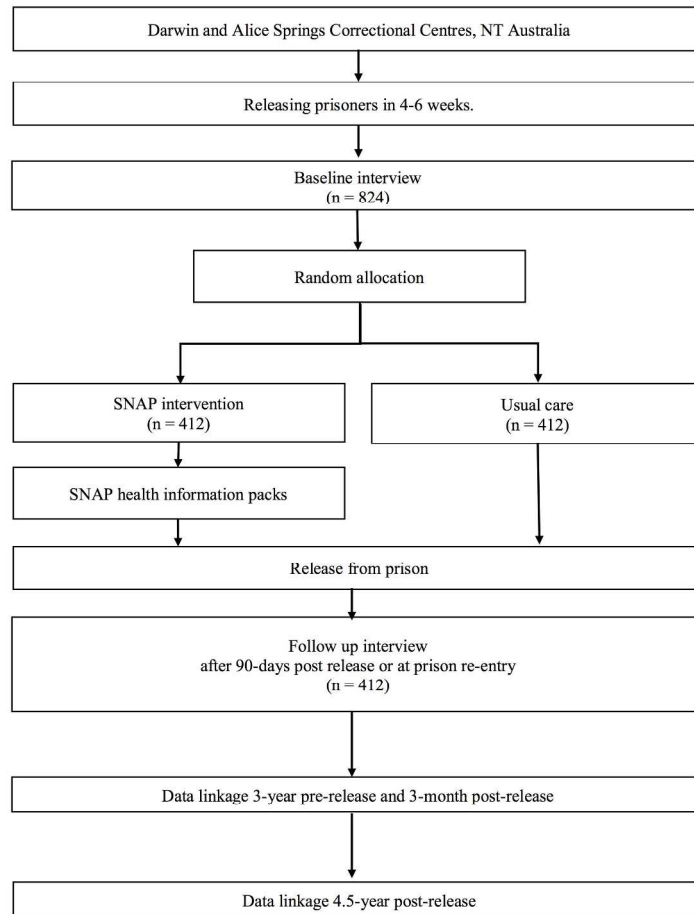 Darwin and Alice Springs Correctional Centres, NT Australia
Releasing prisoners in 4-6 weeks.
Baseline interview
(n = 824)
Random allocation
SNAP intervention
(n = 412)
Usual care
(n = 412)
SNAP health information packs
Release from prison
Follow up interview
after 90-days post release or at prison re-entry
(n = 412)
Data linkage 3-year pre-release and 3-month post-release
Data linkage 4.5-year post-release